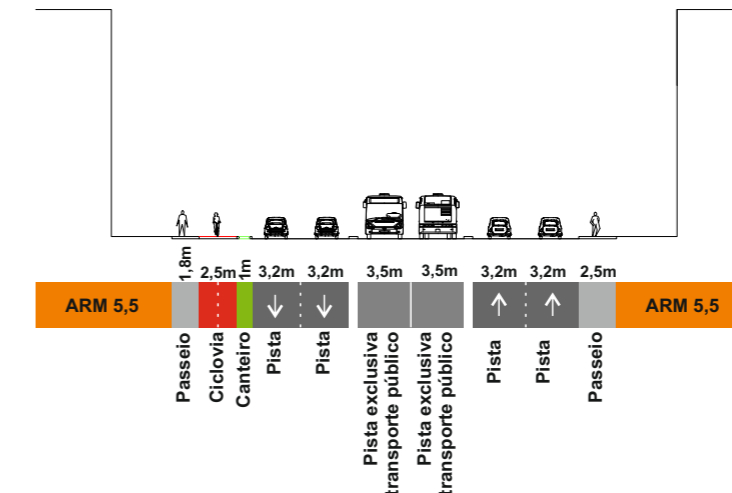 1,8m
2,5m
1m
3,2m
3,2m
3,5m
3,5m
3,2m
3,2m
2,5m
ARM 5,5
ARM 5,5
Passeio
Ciclovia
Canteiro
Pista
Pista
Pista exclusiva
transporte público
Pista exclusiva
transporte público
Pista
Pista
Passeio